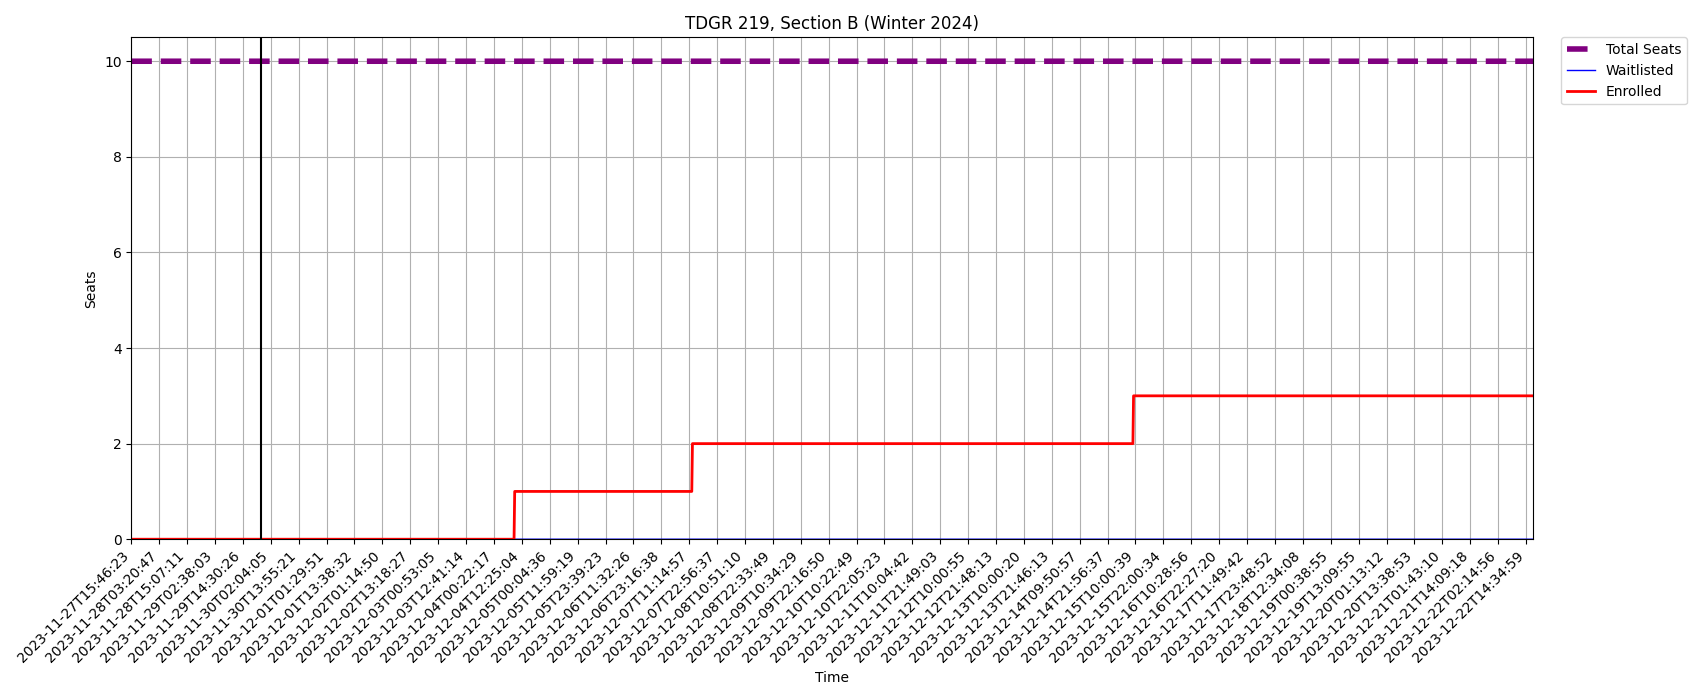 TDGR 219, Section B (Winter 2024)
Total Seats
Waitlisted
Enrolled
10
8
6
4
2
0
Seats
2023-11-27T15:46:23
2023-11-28T03:20:47
2023-11-28T15:07:11
2023-11-29T02:38:03
2023-11-29T14:30:26
2023-11-30T02:04:05
2023-11-30T13:55:21
2023-12-01T01:29:51
2023-12-01T13:38:32
2023-12-02T01:14:50
2023-12-02T13:18:27
2023-12-03T00:53:05
2023-12-03T12:41:14
2023-12-04T00:22:17
2023-12-04T12:25:04
2023-12-05T00:04:36
2023-12-05T11:59:19
2023-12-05T23:39:23
2023-12-06T11:32:26
2023-12-06T23:16:38
2023-12-07T11:14:57
2023-12-07T22:56:37
2023-12-08T10:51:10
2023-12-08T22:33:49
2023-12-09T10:34:29
2023-12-09T22:16:50
2023-12-10T10:22:49
2023-12-10T22:05:23
2023-12-11T10:04:42
2023-12-11T21:49:03
2023-12-12T10:00:55
2023-12-12T21:48:13
2023-12-13T10:00:20
2023-12-13T21:46:13
2023-12-14T09:50:57
2023-12-14T21:56:37
2023-12-15T10:00:39
2023-12-15T22:00:34
2023-12-16T10:28:56
2023-12-16T22:27:20
2023-12-17T11:49:42
2023-12-17T23:48:52
2023-12-18T12:34:08
2023-12-19T00:38:55
2023-12-19T13:09:55
2023-12-20T01:13:12
2023-12-20T13:38:53
2023-12-21T01:43:10
2023-12-21T14:09:18
2023-12-22T02:14:56
2023-12-22T14:34:59
Time